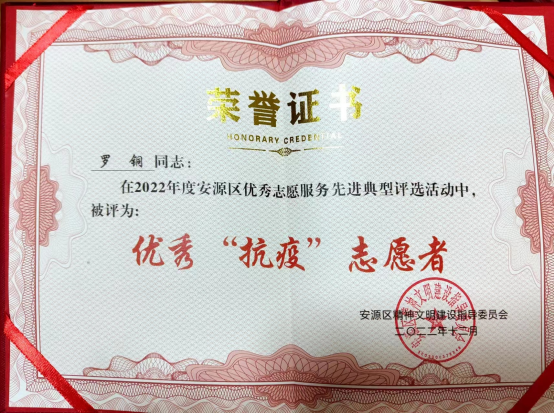 荣誉证书
HONORARY CREDENTIAL
罗 锎 同志：
在2022年度安源区优秀志愿服务先进典型评选活动中，
被评为：
优秀“抗疫”志愿者
安源区精神文明建设指导委员会
二〇二二年十二月